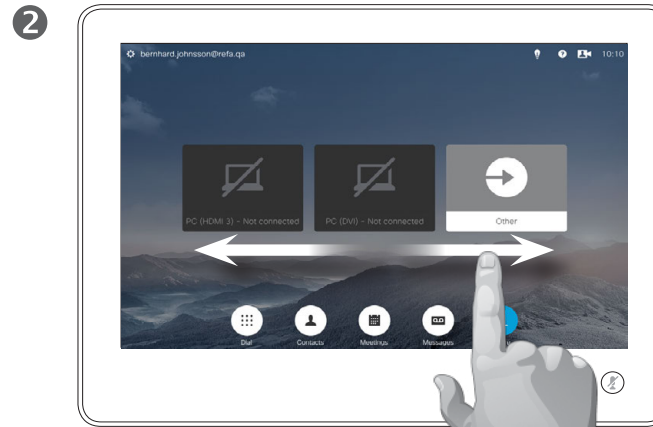 2
bernhard.johnsson@refa.qa
10:10
PC (HDMI 3) - Not connected
PC (DVI) - Not connected
Other
Dial
Contacts
Meetings
Messages